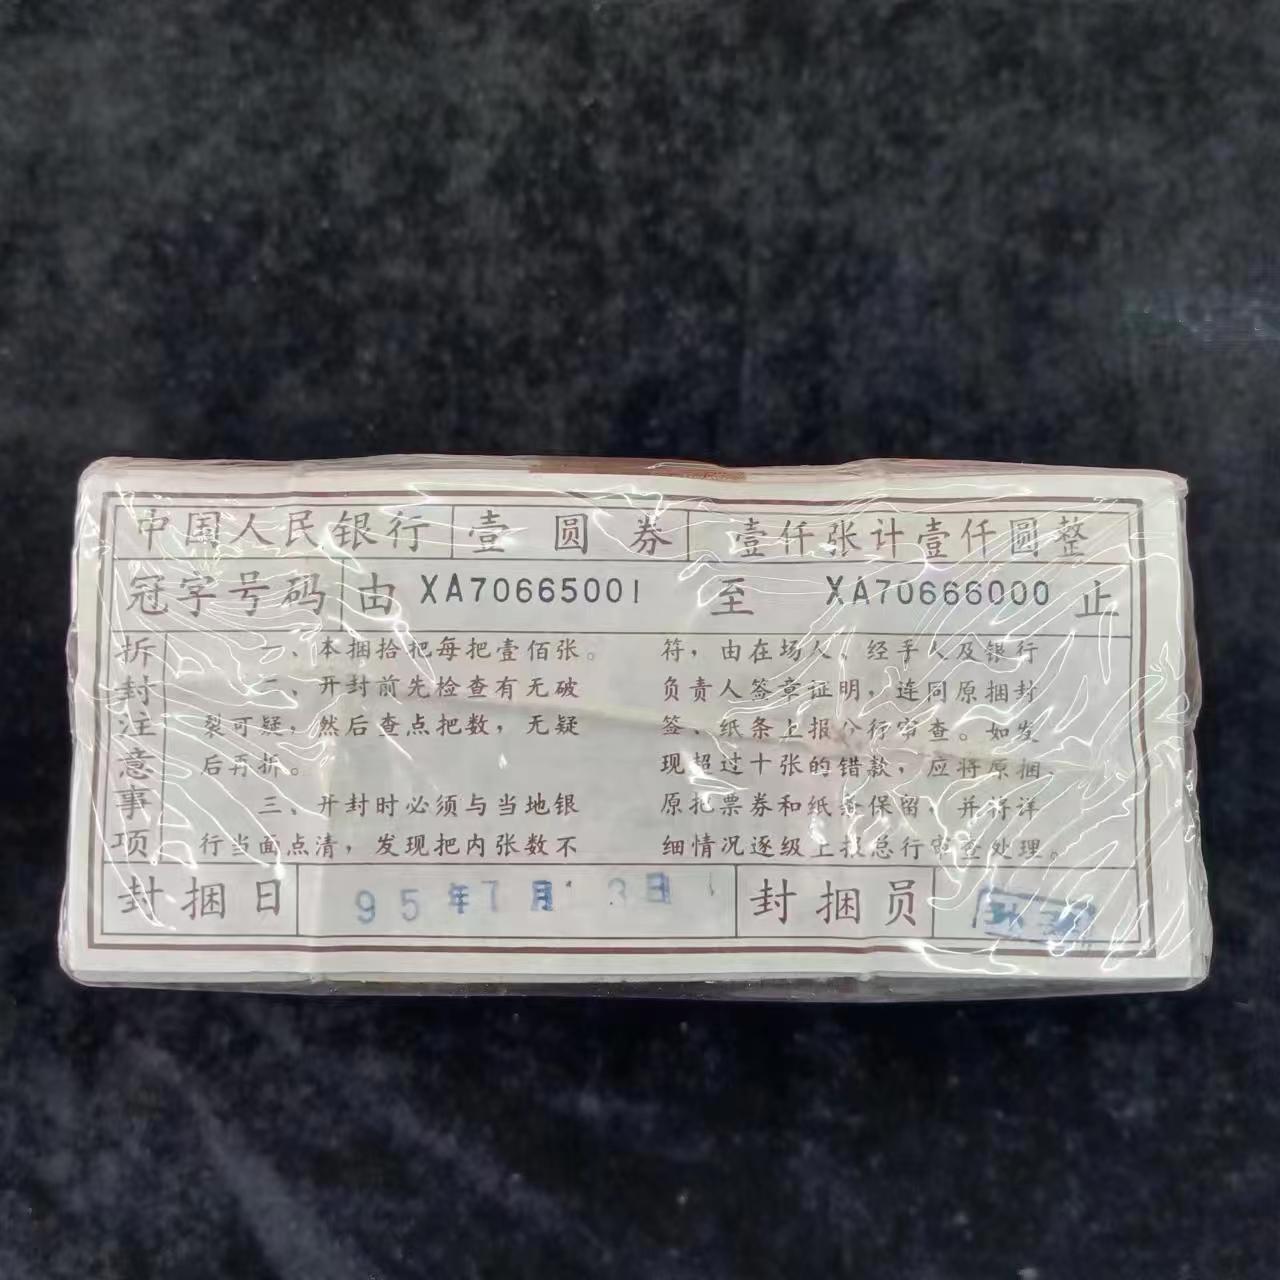 中国人民银行 壹圆券 壹仟张计壹仟圆整
冠字号码 由 XA70665001 至 XA70666000 止
拆封注意事项
一、本捆拾把每把壹佰张。
二、开封前先检查有无破
裂可疑，然后查点把数，无疑
后再拆。
三、开封时必须与当地银
行当面点清，发现把内张数不
符，由在场人、经手人及银行
负责人签章证明，连同原捆封
签、纸条上报分行审查。如发
现超过十张的错款，应将原捆、
原把票券和纸条保留，并将详
细情况逐级上报总行审查处理。
封捆日 95年7月3日 封捆员